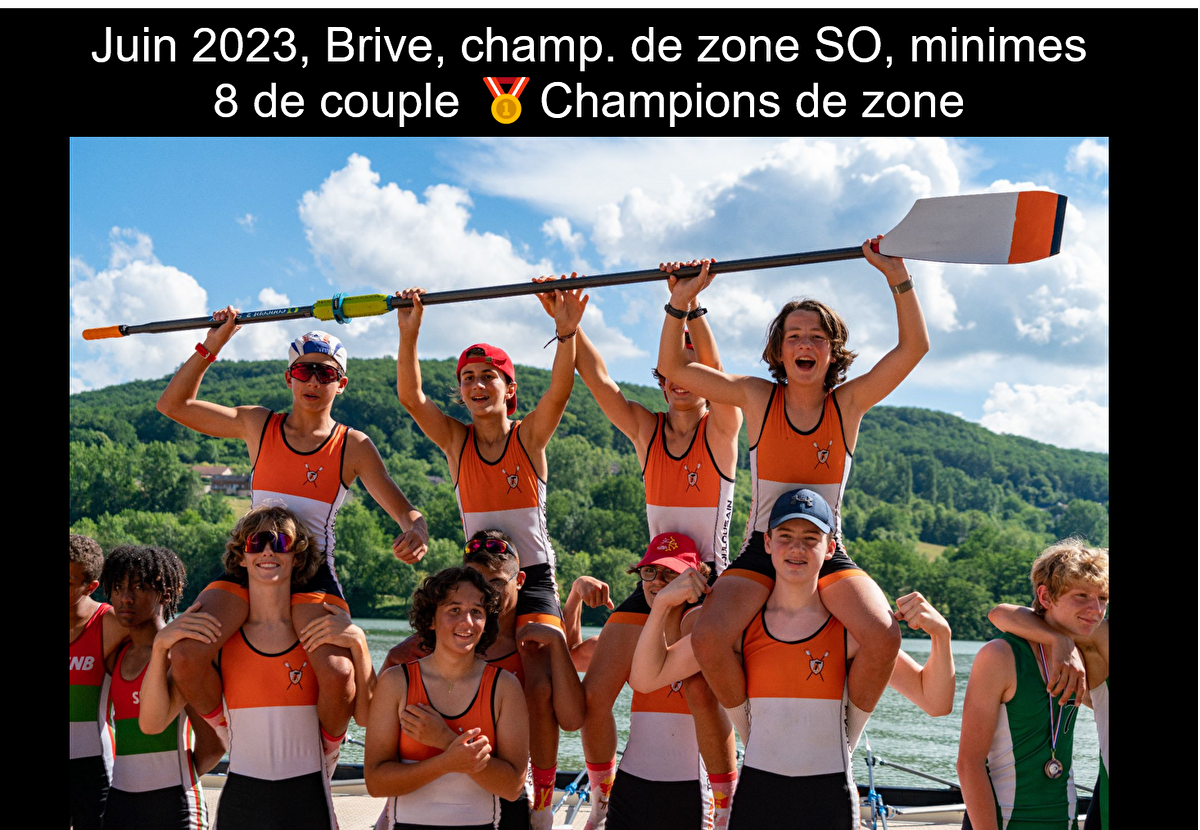 Juin 2023, Brive, champ. de zone SO, minimes
8 de couple 🥇 Champions de zone